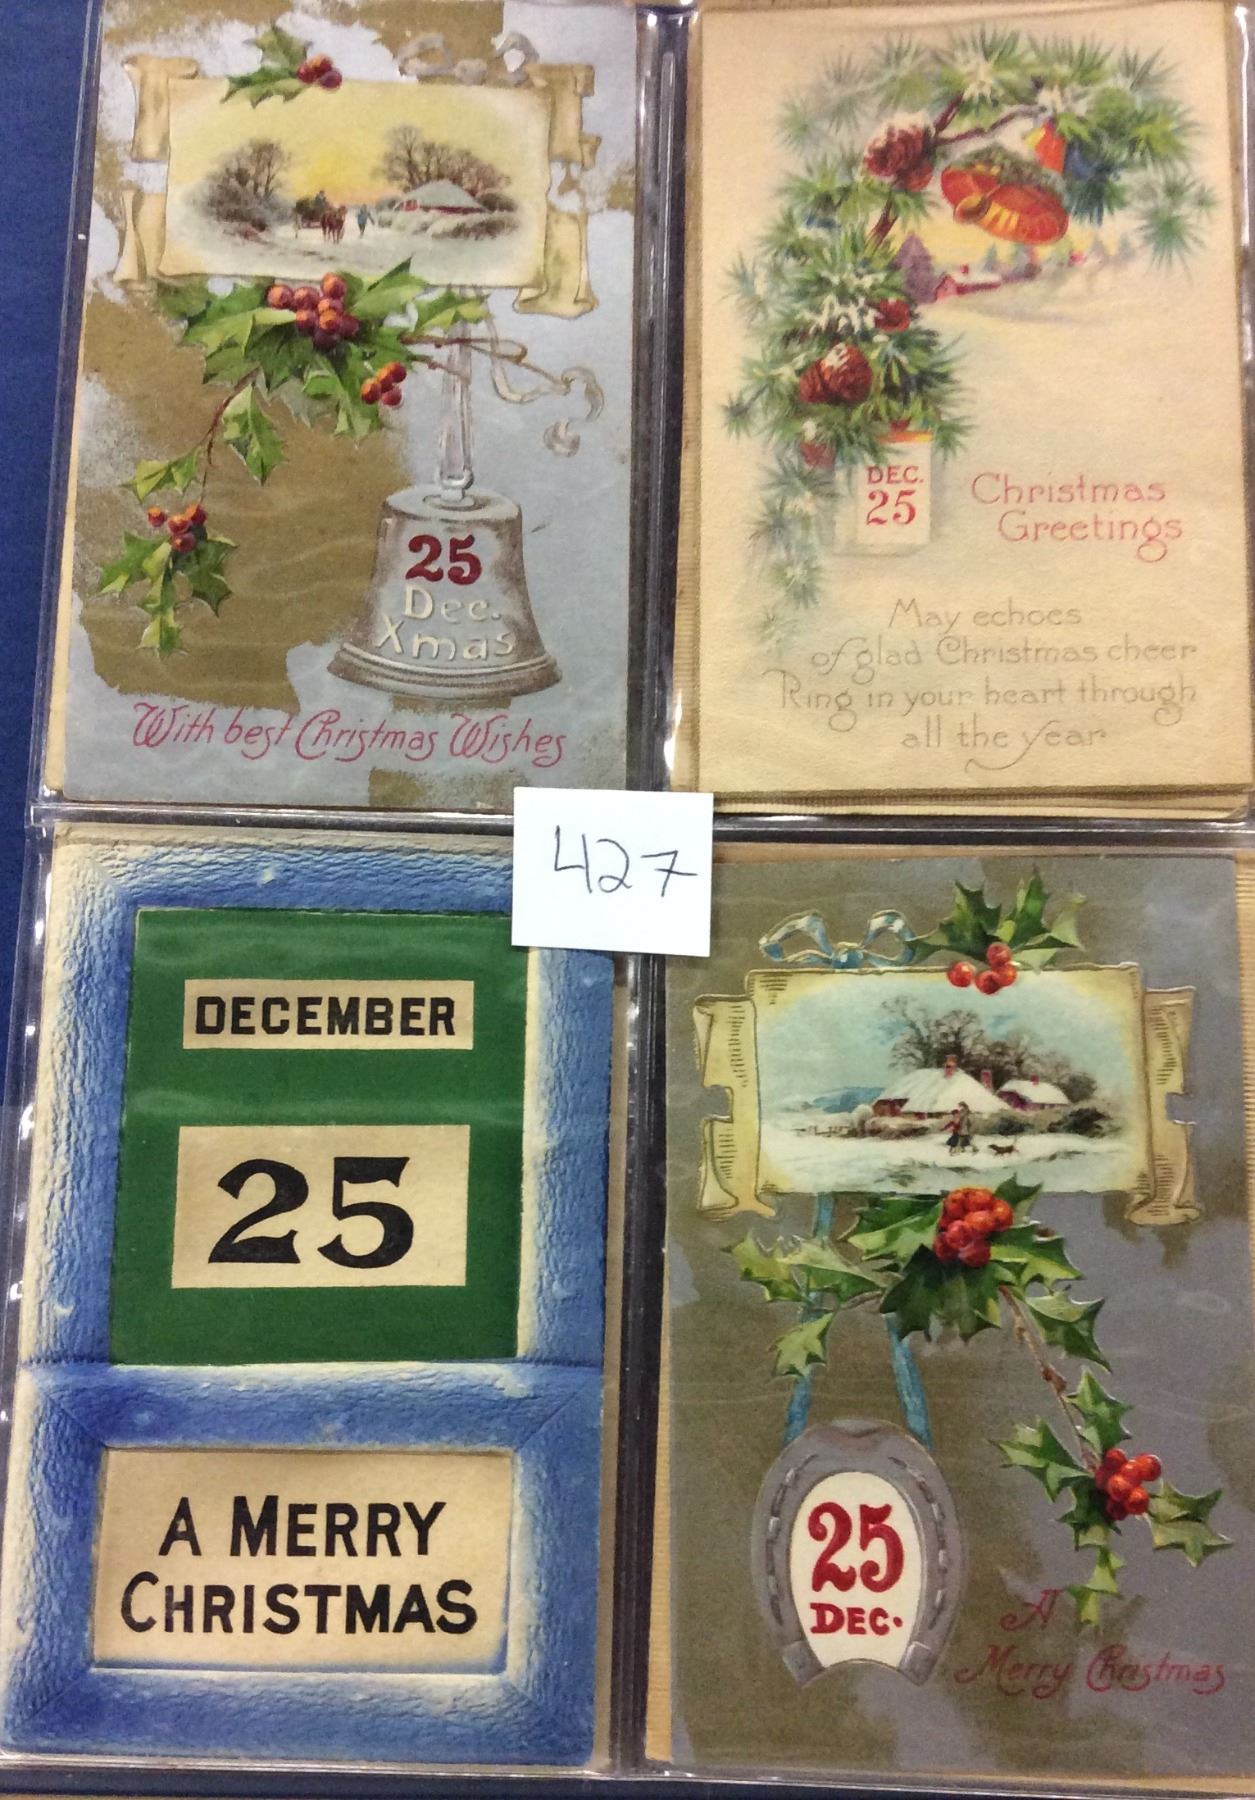 25
Dec.
Xmas
With best Christmas Wishes
DEC.
25
Christmas
Greetings
May echoes
of glad Christmas cheer
Ring in your heart through
all the year
427
DECEMBER
25
A MERRY
CHRISTMAS
25
DEC.
A
Merry Christmas